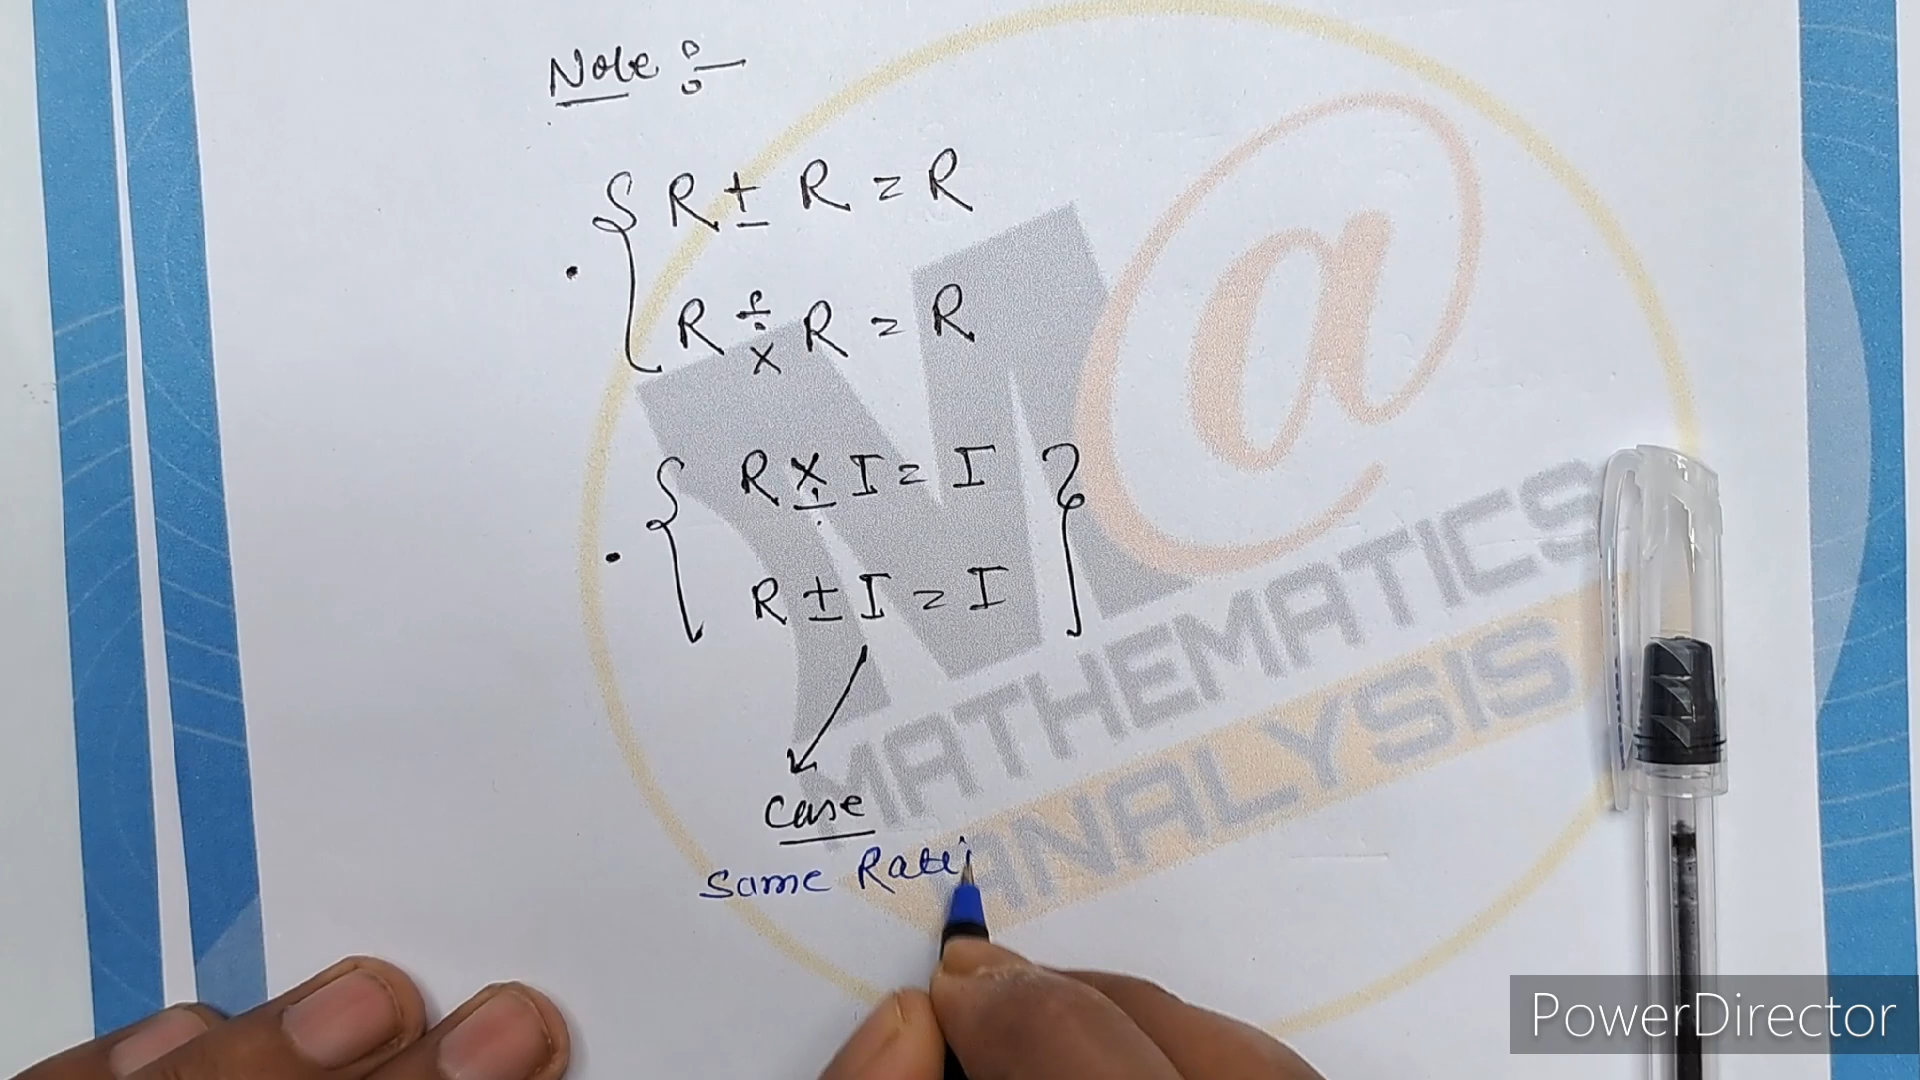 Note :-
R ± R = R
R ÷ × R = R
R × ÷ I = I
R ± I = I
Case
Same Rati
M@
MATHEMATICS
ANALYSIS
PowerDirector